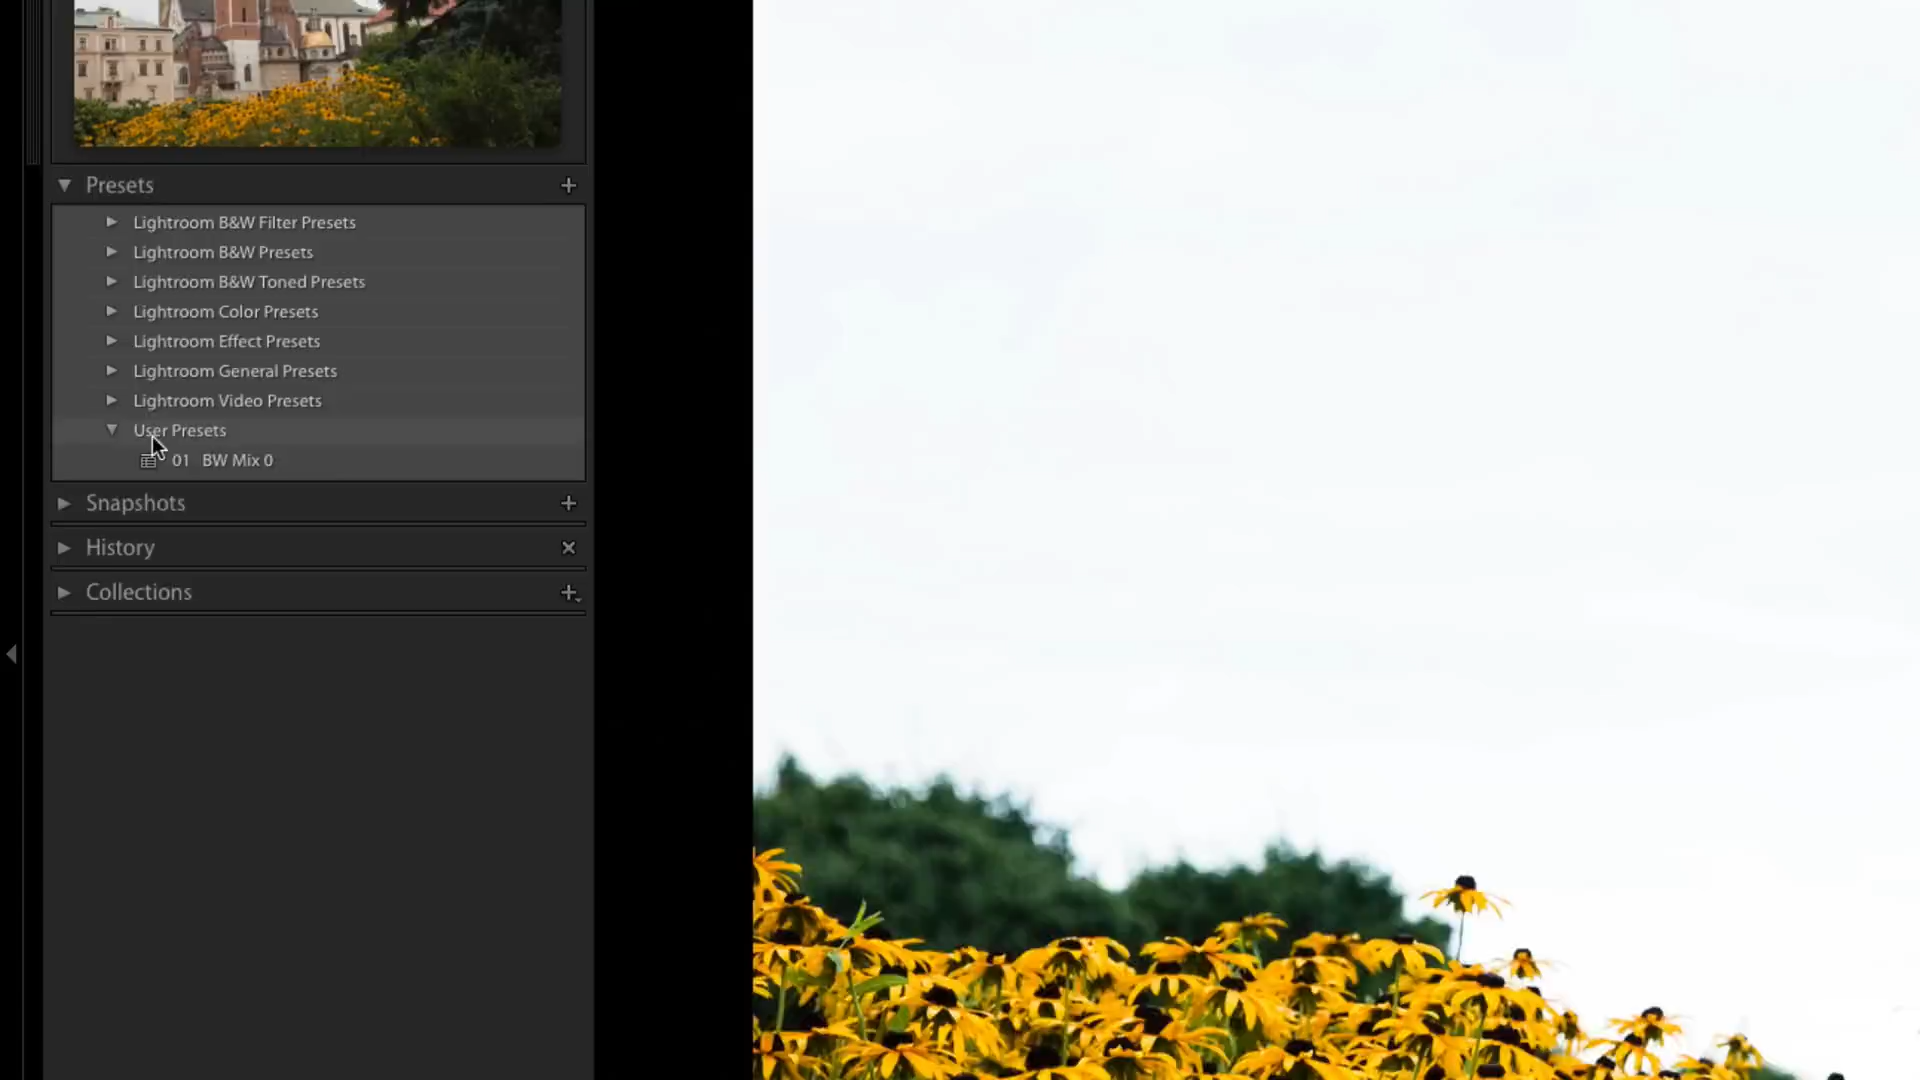 Presets
Lightroom B&W Filter Presets
Lightroom B&W Presets
Lightroom B&W Toned Presets
Lightroom Color Presets
Lightroom Effect Presets
Lightroom General Presets
Lightroom Video Presets
User Presets
01 BW Mix 0
Snapshots
History
Collections